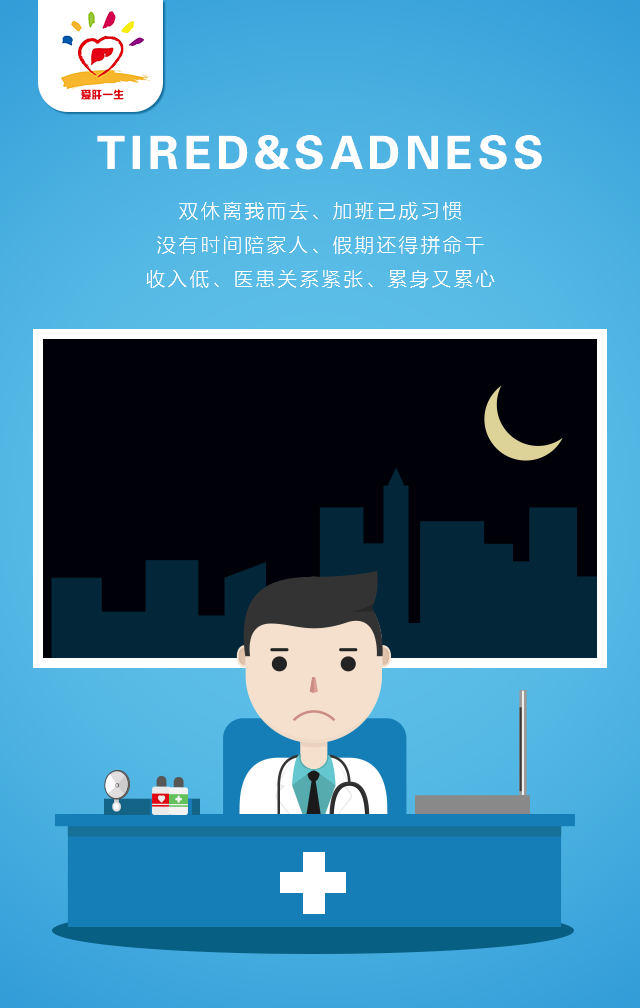 爱肝一生
TIRED&SADNESS
双休离我而去、加班已成习惯
没有时间陪家人、假期还得拼命干
收入低、医患关系紧张、累身又累心